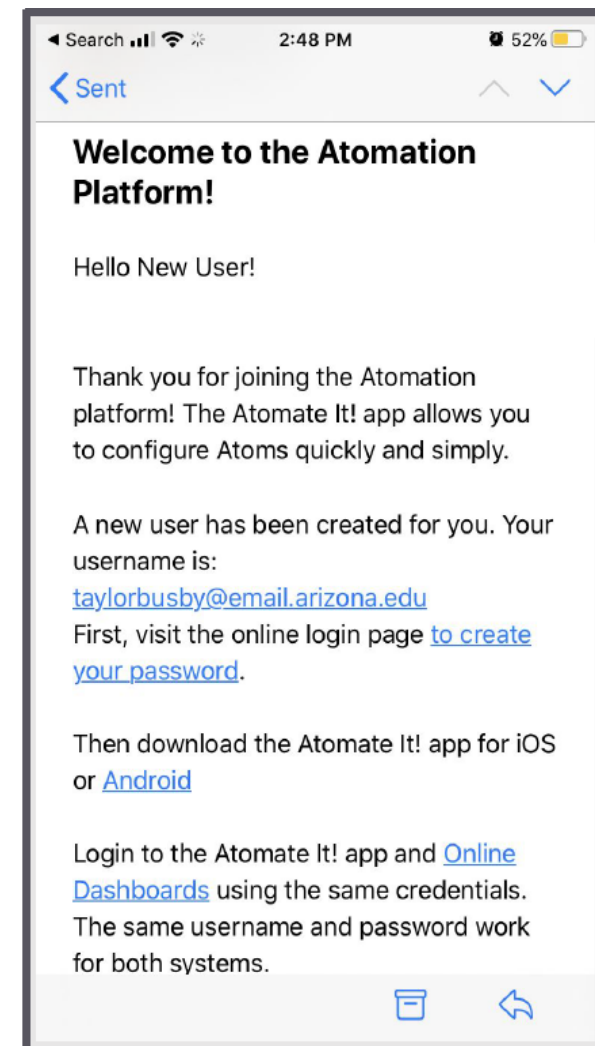 ◀ Search 2:48 PM 52%
Sent
Welcome to the Atomation
Platform!
Hello New User!
Thank you for joining the Atomation
platform! The Atomate It! app allows you
to configure Atoms quickly and simply.
A new user has been created for you. Your
username is:
taylorbusby@email.arizona.edu
First, visit the online login page to create
your password.
Then download the Atomate It! app for iOS
or Android
Login to the Atomate It! app and Online
Dashboards using the same credentials.
The same username and password work
for both systems.